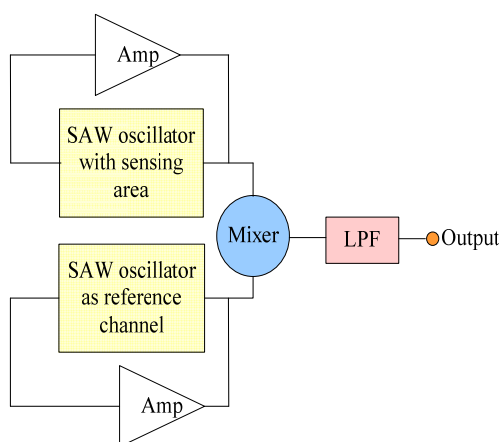 Amp
SAW oscillator
with sensing
area
Mixer
LPF
Output
SAW oscillator
as reference
channel
Amp